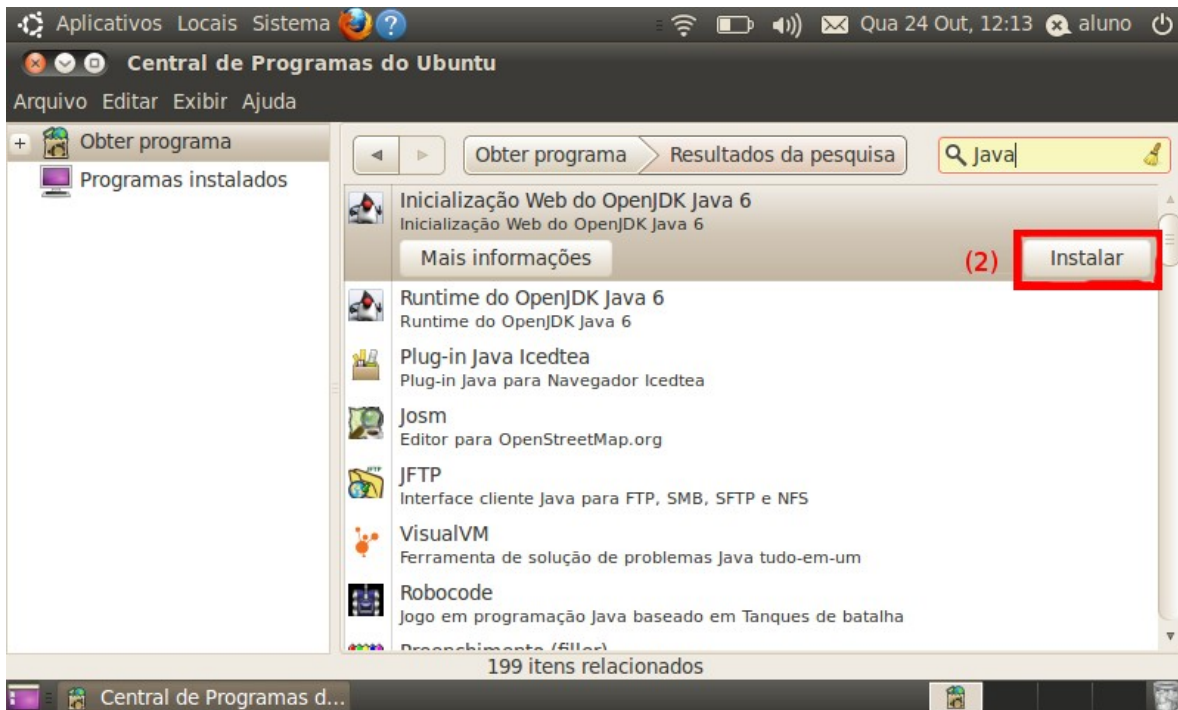 Aplicativos Locais Sistema ? Qua 24 Out, 12:13 aluno
Central de Programas do Ubuntu
Arquivo Editar Exibir Ajuda
Obter programa
Programas instalados
Obter programa Resultados da pesquisa Java
Inicialização Web do OpenJDK Java 6
Inicialização Web do OpenJDK Java 6
Mais informações (2) Instalar
Runtime do OpenJDK Java 6
Runtime do OpenJDK Java 6
Plug-in Java Icedtea
Plug-in Java para Navegador Icedtea
Josm
Editor para OpenStreetMap.org
JFTP
Interface cliente Java para FTP, SMB, SFTP e NFS
VisualVM
Ferramenta de solução de problemas Java tudo-em-um
Robocode
Jogo em programação Java baseado em Tanques de batalha
Preenchimento (filler)
199 itens relacionados
Central de Programas d...